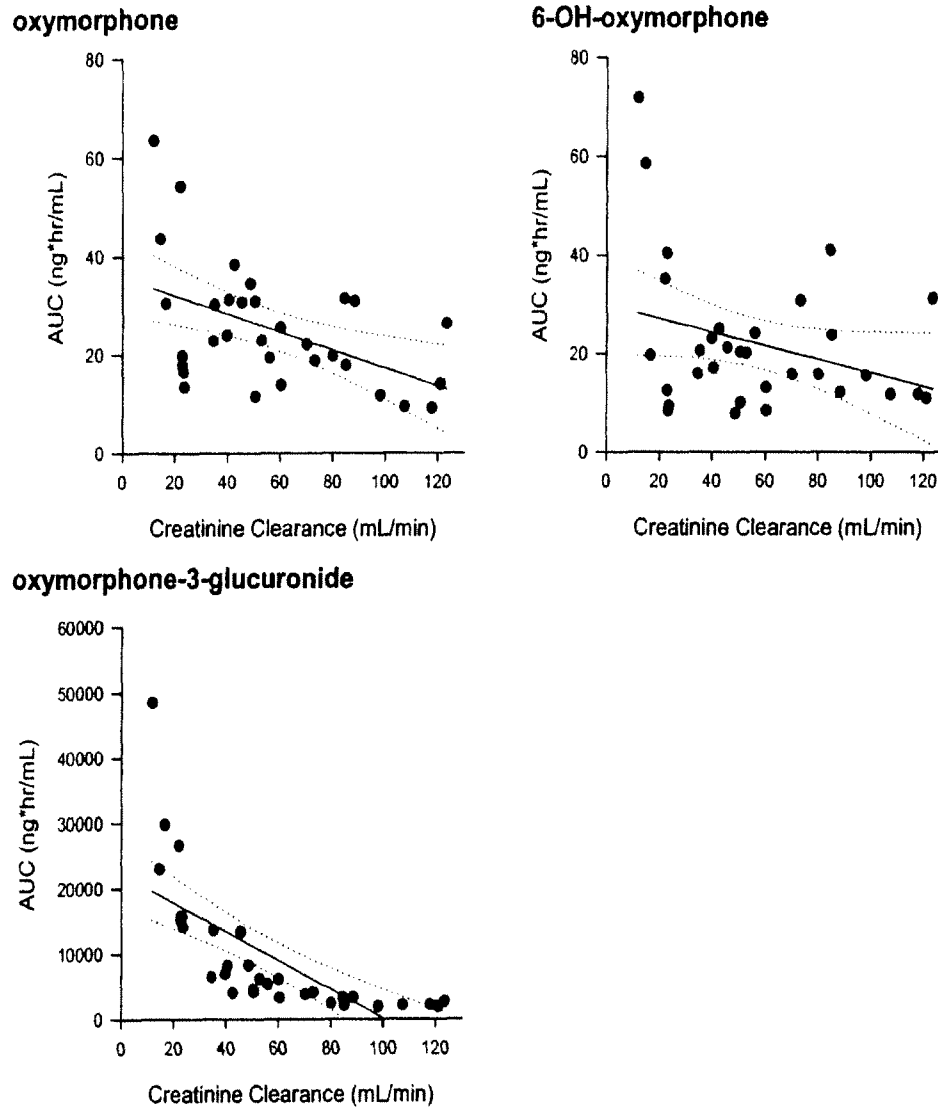 oxymorphone
6-OH-oxymorphone
80
60
40
20
0
AUC (ng*hr/mL)
0 20 40 60 80 100 120
Creatinine Clearance (mL/min)
80
60
40
20
0
AUC (ng*hr/mL)
0 20 40 60 80 100 120
Creatinine Clearance (mL/min)
oxymorphone-3-glucuronide
60000
50000
40000
30000
20000
10000
0
AUC (ng*hr/mL)
0 20 40 60 80 100 120
Creatinine Clearance (mL/min)